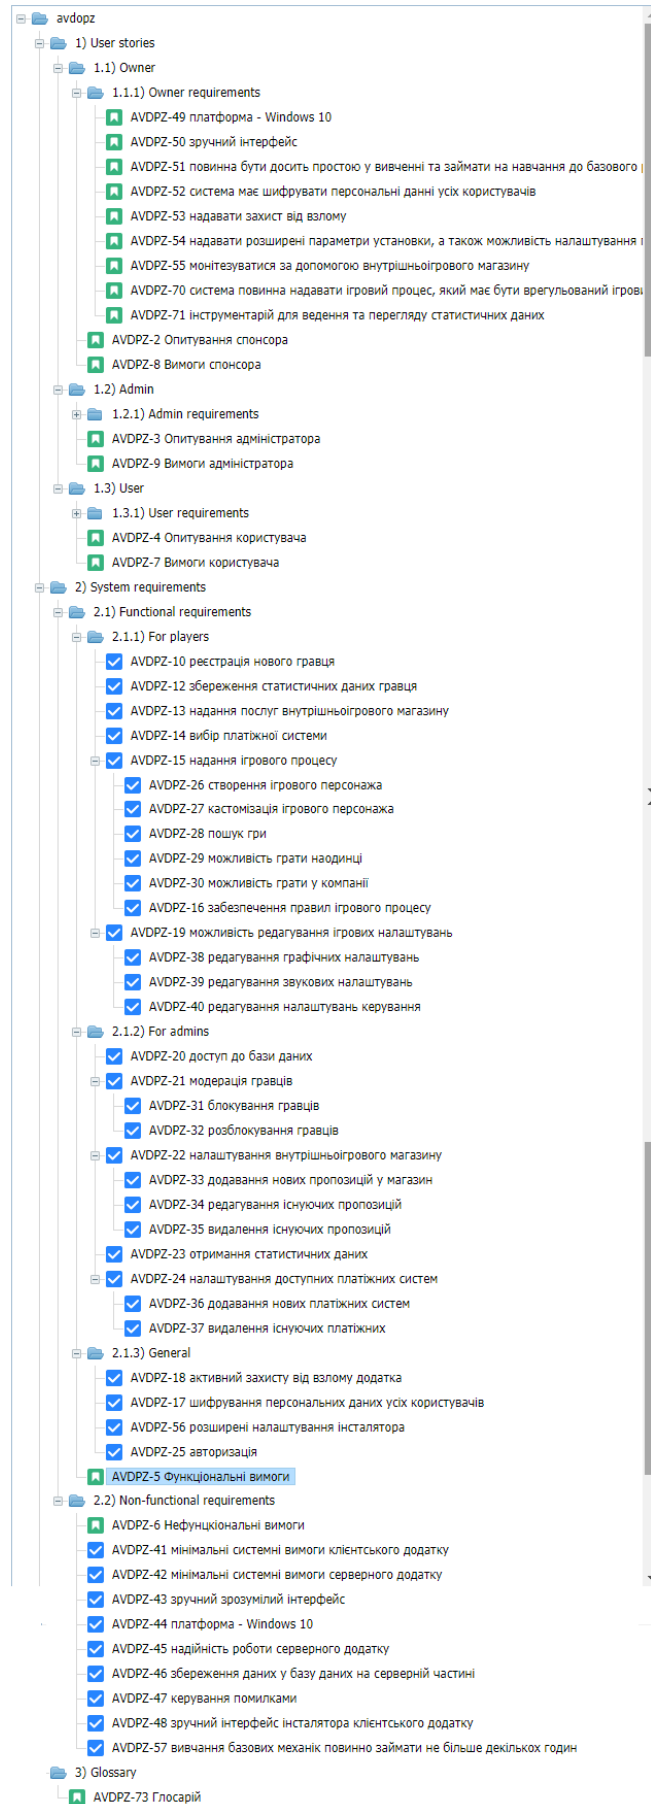 avdopz
1) User stories
1.1) Owner
1.1.1) Owner requirements
AVDPZ-49 платформа - Windows 10
AVDPZ-50 зручний інтерфейс
AVDPZ-51 повинна бути досить простою у вивченні та займати на навчання до базового
AVDPZ-52 система має шифрувати персональні данні усіх користувачів
AVDPZ-53 надавати захист від взлому
AVDPZ-54 надавати розширені параметри установки, а також можливість налаштування
AVDPZ-55 монітезуватися за допомогою внутрішньоігрового магазину
AVDPZ-70 система повинна надавати ігровий процес, який має бути врегульований ігров
AVDPZ-71 інструментарій для ведення та перегляду статистичних даних
AVDPZ-2 Опитування спонсора
AVDPZ-8 Вимоги спонсора
1.2) Admin
1.2.1) Admin requirements
AVDPZ-3 Опитування адміністратора
AVDPZ-9 Вимоги адміністратора
1.3) User
1.3.1) User requirements
AVDPZ-4 Опитування користувача
AVDPZ-7 Вимоги користувача
2) System requirements
2.1) Functional requirements
2.1.1) For players
AVDPZ-10 реєстрація нового гравця
AVDPZ-12 збереження статистичних даних гравця
AVDPZ-13 надання послуг внутрішньоігрового магазину
AVDPZ-14 вибір платіжної системи
AVDPZ-15 надання ігрового процесу
AVDPZ-26 створення ігрового персонажа
AVDPZ-27 кастомізація ігрового персонажа
AVDPZ-28 пошук гри
AVDPZ-29 можливість грати наодинці
AVDPZ-30 можливість грати у компанії
AVDPZ-16 забезпечення правил ігрового процесу
AVDPZ-19 можливість редагування ігрових налаштувань
AVDPZ-38 редагування графічних налаштувань
AVDPZ-39 редагування звукових налаштувань
AVDPZ-40 редагування налаштувань керування
2.1.2) For admins
AVDPZ-20 доступ до бази даних
AVDPZ-21 модерація гравців
AVDPZ-31 блокування гравців
AVDPZ-32 розблокування гравців
AVDPZ-22 налаштування внутрішньоігрового магазину
AVDPZ-33 додавання нових пропозицій у магазин
AVDPZ-34 редагування існуючих пропозицій
AVDPZ-35 видалення існуючих пропозицій
AVDPZ-23 отримання статистичних даних
AVDPZ-24 налаштування доступних платіжних систем
AVDPZ-36 додавання нових платіжних систем
AVDPZ-37 видалення існуючих платіжних
2.1.3) General
AVDPZ-18 активний захисту від взлому додатка
AVDPZ-17 шифрування персональних даних усіх користувачів
AVDPZ-56 розширені налаштування інсталятора
AVDPZ-25 авторизація
AVDPZ-5 Функціональні вимоги
2.2) Non-functional requirements
AVDPZ-6 Нефунцкіональні вимоги
AVDPZ-41 мінімальні системні вимоги клієнтського додатку
AVDPZ-42 мінімальні системні вимоги серверного додатку
AVDPZ-43 зручний зрозумілий інтерфейс
AVDPZ-44 платформа - Windows 10
AVDPZ-45 надійність роботи серверного додатку
AVDPZ-46 збереження даних у базу даних на серверній частині
AVDPZ-47 керування помилками
AVDPZ-48 зручний інтерфейс інсталятора клієнтського додатку
AVDPZ-57 вивчання базових механік повинно займати не більше декількох годин
3) Glossary
AVDPZ-73 Глосарій